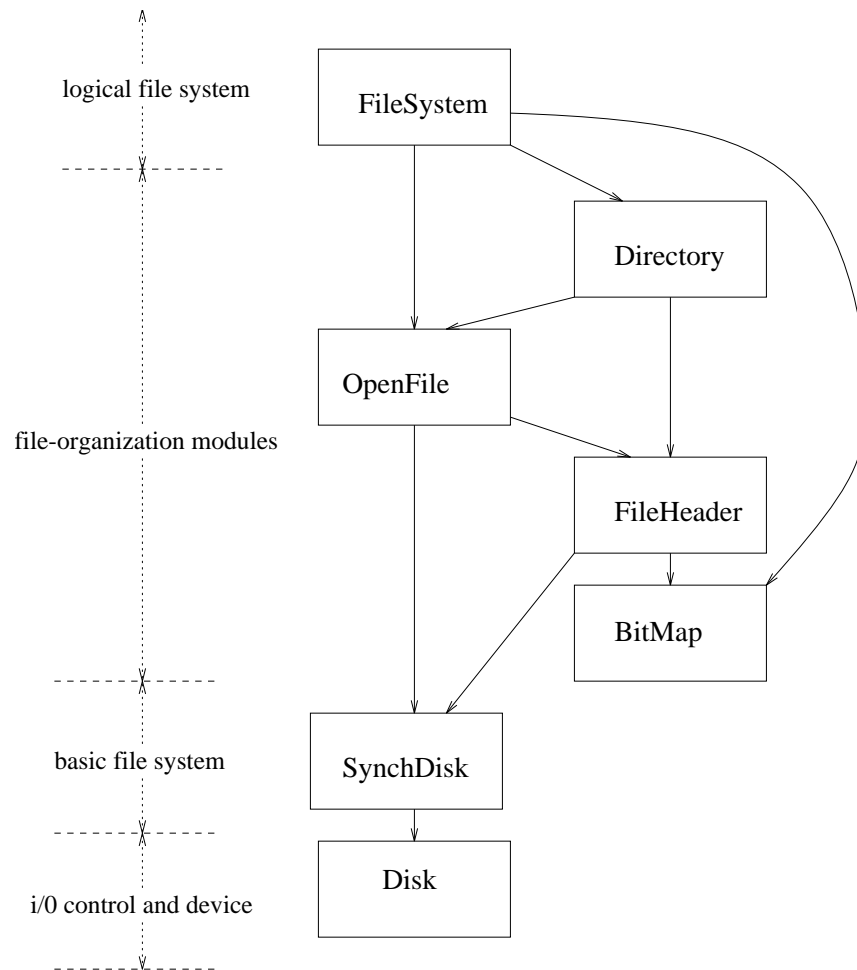 logical file system
FileSystem
Directory
OpenFile
file-organization modules
FileHeader
BitMap
basic file system
SynchDisk
Disk
i/0 control and device